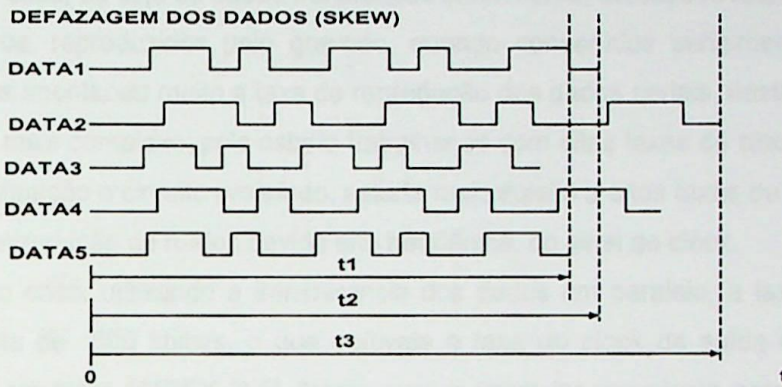 DEFAZAGEM DOS DADOS (SKEW)
DATA1
DATA2
DATA3
DATA4
DATA5
t1
t2
t3
0